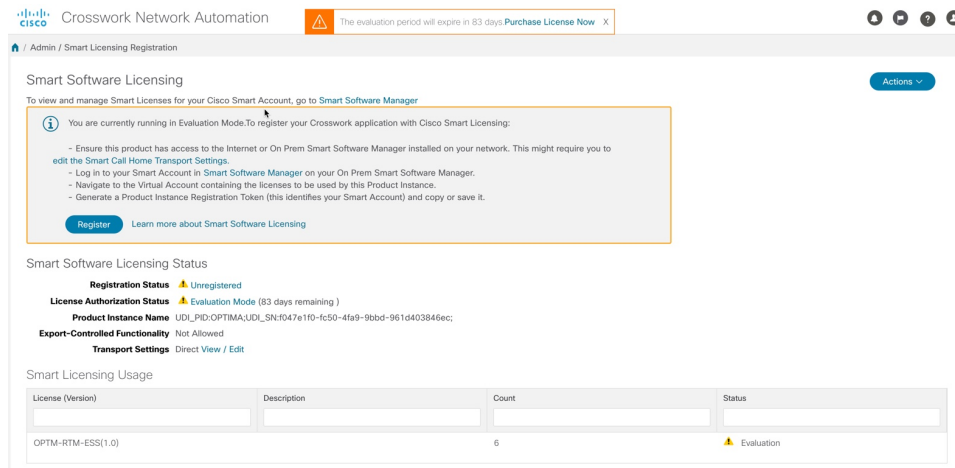 CISCO
Crosswork Network Automation
The evaluation period will expire in 83 days. Purchase License Now X
/ Admin / Smart Licensing Registration
Smart Software Licensing
Actions
To view and manage Smart Licenses for your Cisco Smart Account, go to Smart Software Manager
You are currently running in Evaluation Mode.To register your Crosswork application with Cisco Smart Licensing:
- Ensure this product has access to the Internet or On Prem Smart Software Manager installed on your network. This might require you to
edit the Smart Call Home Transport Settings.
- Log in to your Smart Account in Smart Software Manager on your On Prem Smart Software Manager.
- Navigate to the Virtual Account containing the licenses to be used by this Product Instance.
- Generate a Product Instance Registration Token (this identifies your Smart Account) and copy or save it.
Register Learn more about Smart Software Licensing
Smart Software Licensing Status
Registration Status Unregistered
License Authorization Status Evaluation Mode (83 days remaining )
Product Instance Name UDI_PID:OPTIMA;UDI_SN:f047e1f0-fc50-4fa9-9bbd-961d403846ec;
Export-Controlled Functionality Not Allowed
Transport Settings Direct View / Edit
Smart Licensing Usage
License (Version) Description Count Status
OPTM-RTM-ESS(1.0) 6 Evaluation